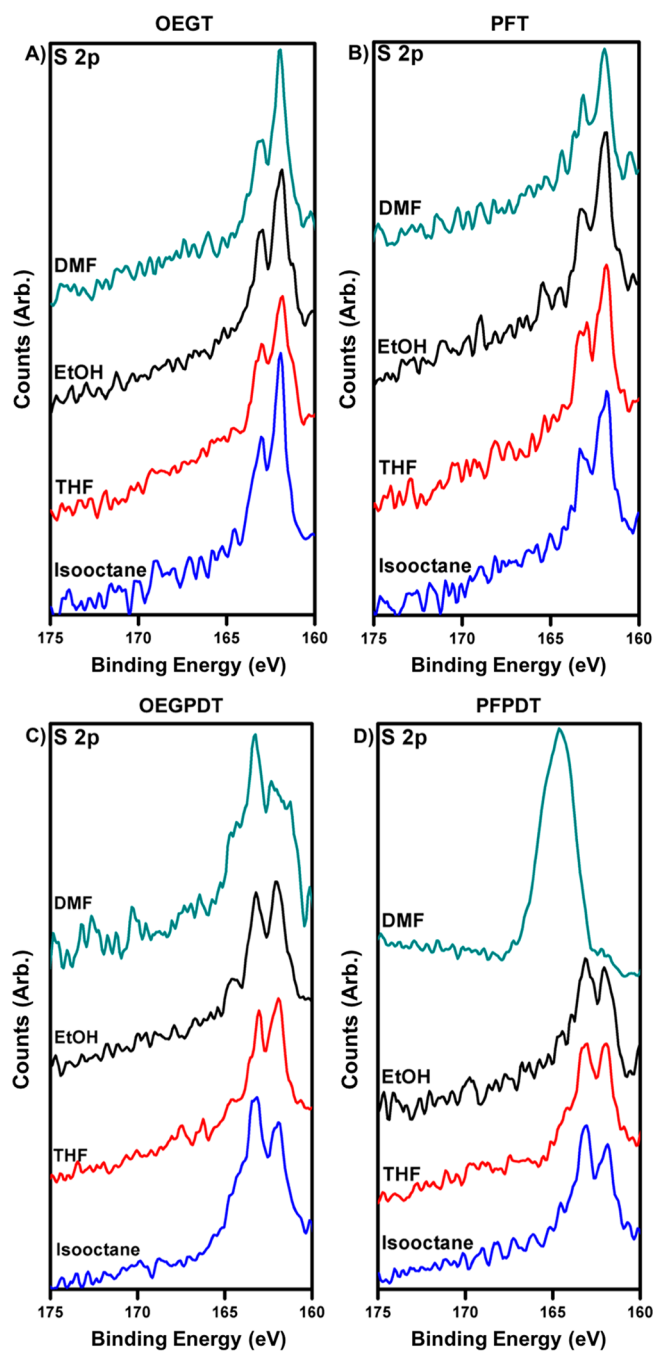 OEGT
A) S 2p
DMF
EtOH
THF
Isooctane
Counts (Arb.)
175 170 165 160
Binding Energy (eV)
PFT
B) S 2p
DMF
EtOH
THF
Isooctane
Counts (Arb.)
175 170 165 160
Binding Energy (eV)
OEGPDT
C) S 2p
DMF
EtOH
THF
Isooctane
Counts (Arb.)
175 170 165 160
Binding Energy (eV)
PFPDT
D) S 2p
DMF
EtOH
THF
Isooctane
Counts (Arb.)
175 170 165 160
Binding Energy (eV)